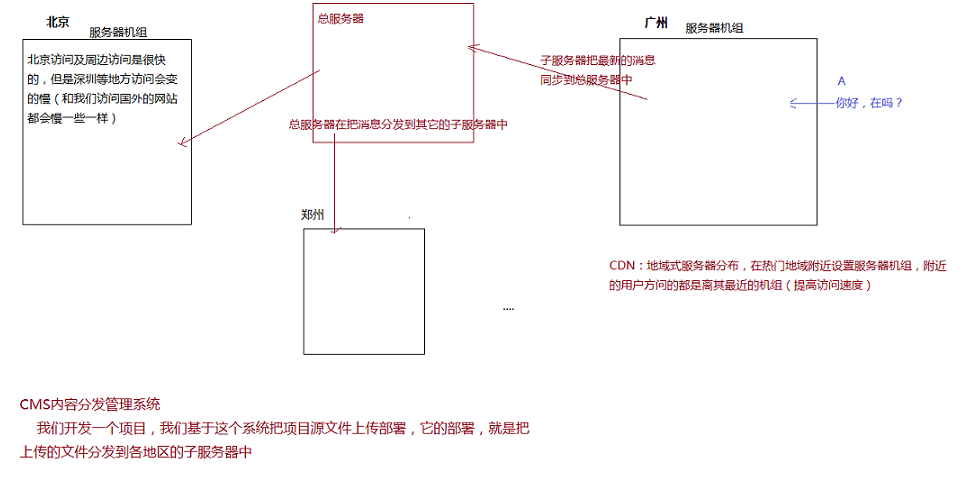 北京
服务器机组
北京访问及周边访问是很快
的，但是深圳等地方访问会变
的慢（和我们访问国外的网站
都会慢一些一样）
总服务器
总服务器在把消息分发到其它的子服务器中
郑州
....
广州
服务器机组
子服务器把最新的消息
同步到总服务器中
A
你好，在吗？
CDN：地域式服务器分布，在热门地域附近设置服务器机组，附近
的用户方问的都是离其最近的机组（提高访问速度）
CMS内容分发管理系统
我们开发一个项目，我们基于这个系统把项目源文件上传部署，它的部署，就是把
上传的文件分发到各地区的子服务器中